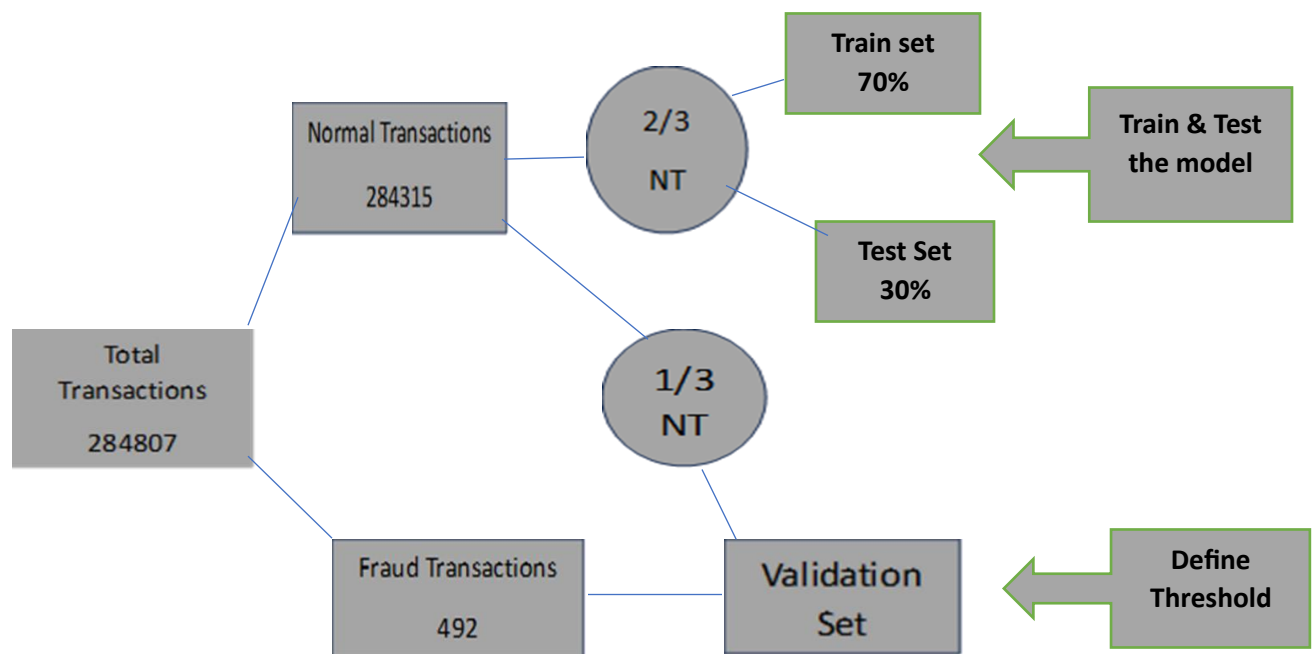 Train set
70%
Train & Test
the model
Normal Transactions
284315
2/3
NT
Test Set
30%
Total
Transactions
284807
1/3
NT
Fraud Transactions
492
Validation
Set
Define
Threshold